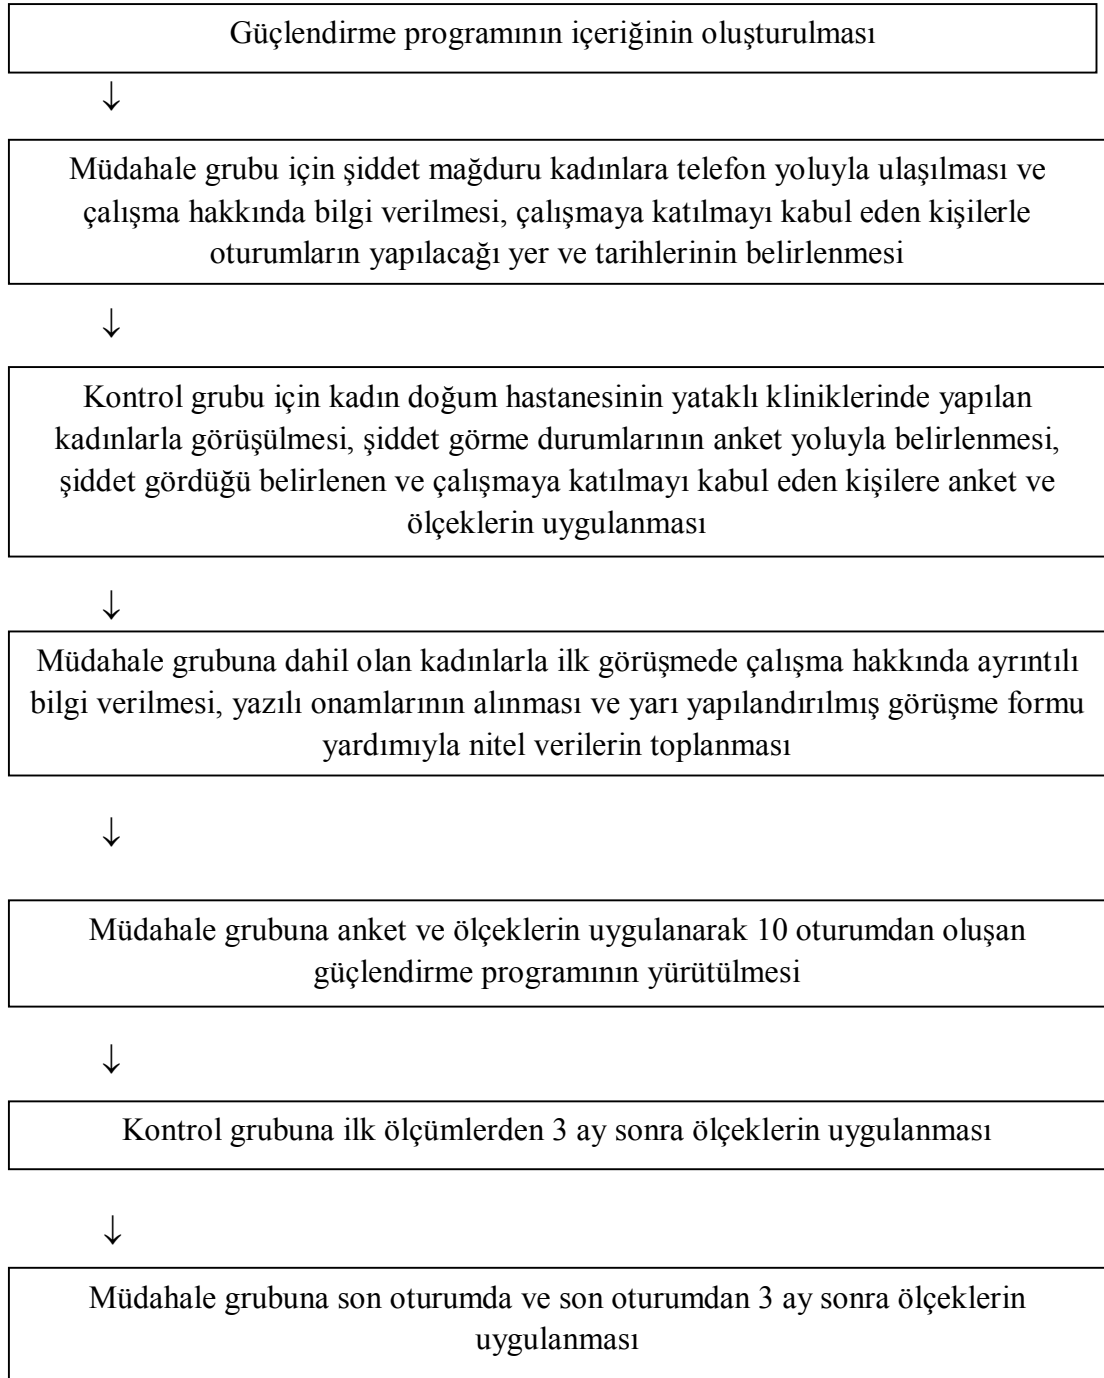 Güçlendirme programının içeriğinin oluşturulması
↓
Müdahale grubu için şiddet mağduru kadınlara telefon yoluyla ulaşılması ve
çalışma hakkında bilgi verilmesi, çalışmaya katılmayı kabul eden kişilerle
oturumların yapılacağı yer ve tarihlerinin belirlenmesi
↓
Kontrol grubu için kadın doğum hastanesinin yataklı kliniklerinde yapılan
kadınlarla görüşülmesi, şiddet görme durumlarının anket yoluyla belirlenmesi,
şiddet gördüğü belirlenen ve çalışmaya katılmayı kabul eden kişilere anket ve
ölçeklerin uygulanması
↓
Müdahale grubuna dahil olan kadınlarla ilk görüşmede çalışma hakkında ayrıntılı
bilgi verilmesi, yazılı onamlarının alınması ve yarı yapılandırılmış görüşme formu
yardımıyla nitel verilerin toplanması
↓
Müdahale grubuna anket ve ölçeklerin uygulanarak 10 oturumdan oluşan
güçlendirme programının yürütülmesi
↓
Kontrol grubuna ilk ölçümlerden 3 ay sonra ölçeklerin uygulanması
↓
Müdahale grubuna son oturumda ve son oturumdan 3 ay sonra ölçeklerin
uygulanması